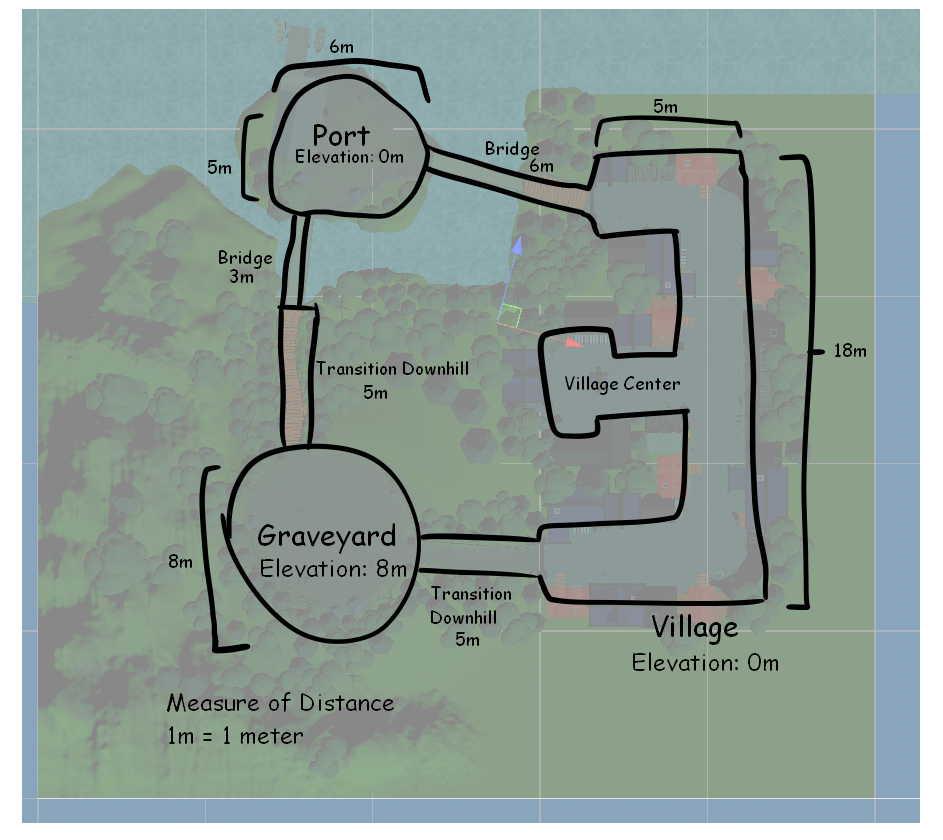 6m
5m
Port
Elevation: 0m
5m
Bridge
6m
Bridge
3m
18m
Transition Downhill
5m
Village Center
Graveyard
Elevation: 8m
8m
Transition
Downhill
5m
Village
Elevation: 0m
Measure of Distance
1m = 1 meter